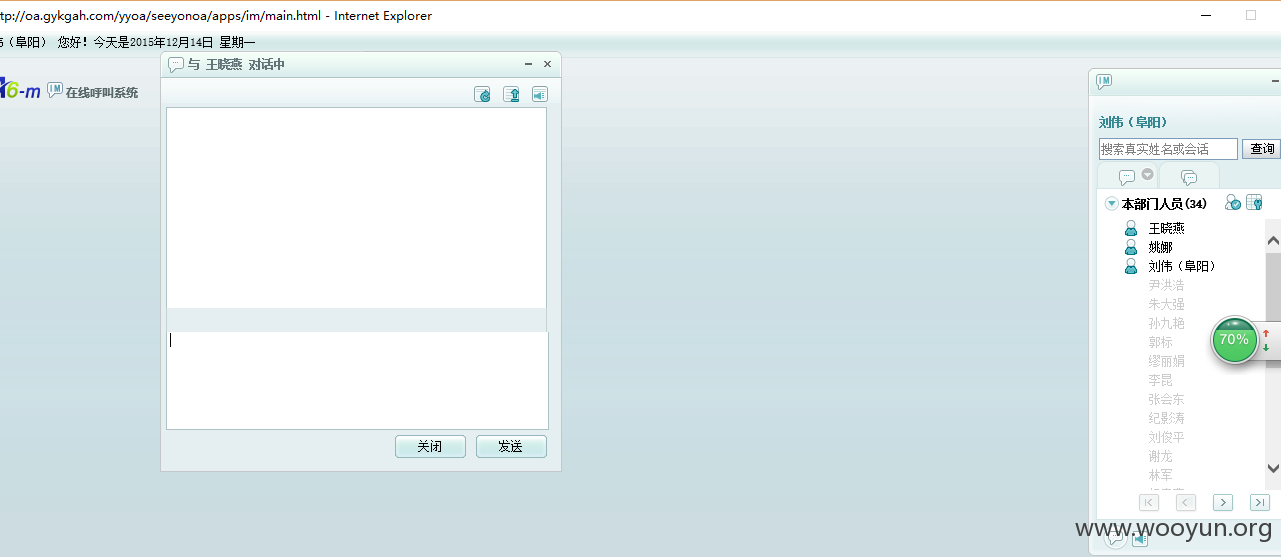 tp://oa.gykgah.com/yyoa/seeyonoa/apps/im/main.html - Internet Explorer
伟（阜阳） 您好！今天是2015年12月14日 星期一
与 王晓燕 对话中
A6-m IM 在线呼叫系统
IM
刘伟（阜阳）
搜索真实姓名或会话 查询
本部门人员(34)
王晓燕
姚娜
刘伟（阜阳）
尹洪浩
朱大强
孙九艳
郭标
缪丽娟
李昆
张会东
纪影涛
刘俊平
谢龙
林军
70%
关闭 发送
www.wooyun.org